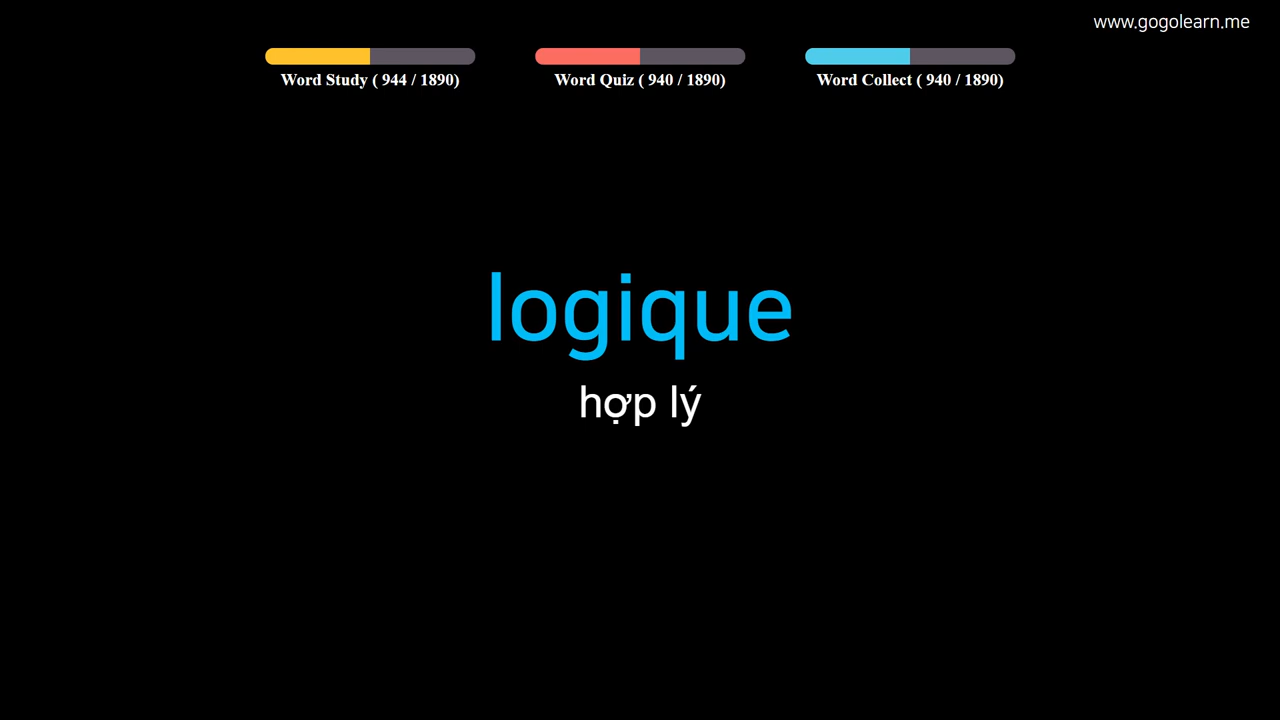 www.gogolearn.me
Word Study ( 944 / 1890)
Word Quiz ( 940 / 1890)
Word Collect ( 940 / 1890)
logique
hợp lý